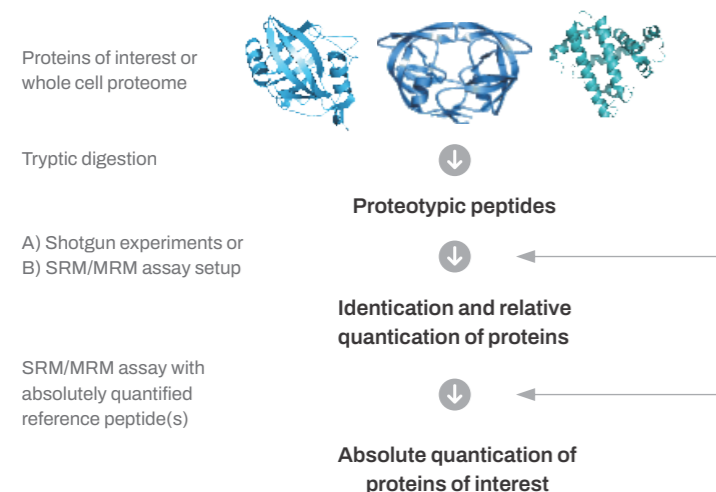 Proteins of interest or
whole cell proteome
Tryptic digestion
Proteotypic peptides
A) Shotgun experiments or
B) SRM/MRM assay setup
Identication and relative
quantication of proteins
SRM/MRM assay with
absolutely quantified
reference peptide(s)
Absolute quantication of
proteins of interest